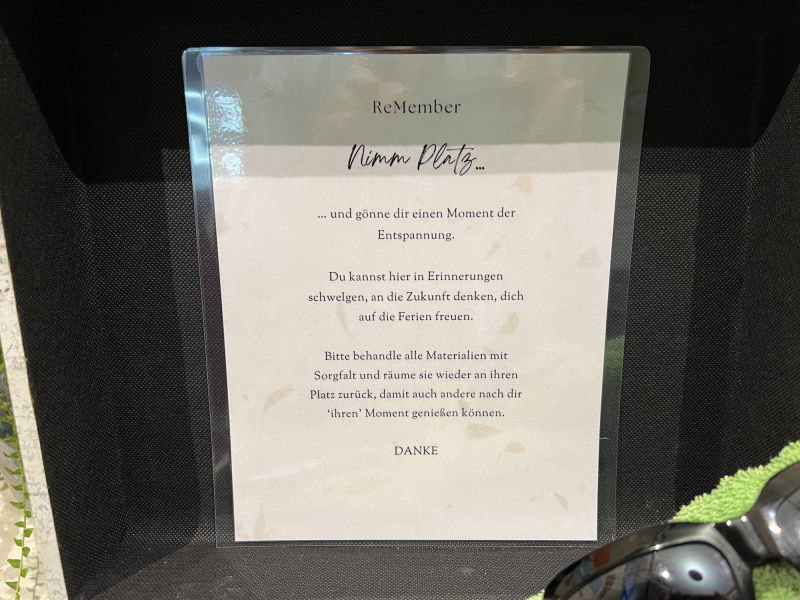 ReMember
Nimm Platz...
... und gönne dir einen Moment der
Entspannung.
Du kannst hier in Erinnerungen
schwelgen, an die Zukunft denken, dich
auf die Ferien freuen.
Bitte behandle alle Materialien mit
Sorgfalt und räume sie wieder an ihren
Platz zurück, damit auch andere nach dir
‘ihren’ Moment genießen können.
DANKE